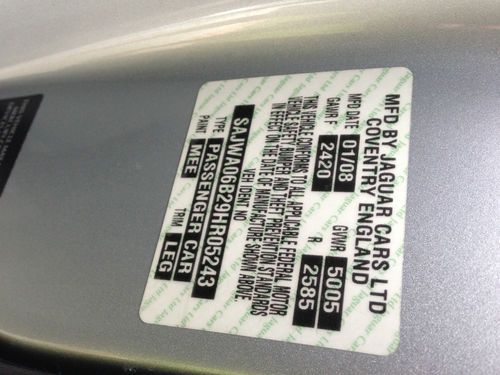 MFD BY JAGUAR CARS LTD
COVENTRY ENGLAND
MFD DATE 01/08 GVWR 5005
GAWR F 2420 R 2585
THIS VEHICLE CONFORMS TO ALL APPLICABLE FEDERAL MOTOR
VEHICLE SAFETY, BUMPER, AND THEFT PREVENTION STANDARDS
IN EFFECT ON THE DATE OF MANUFACTURE SHOWN ABOVE
VEH IDENT NO
SAJWA06B29HR05243
TYPE PASSENGER CAR
PAINT MEE TRIM LEG